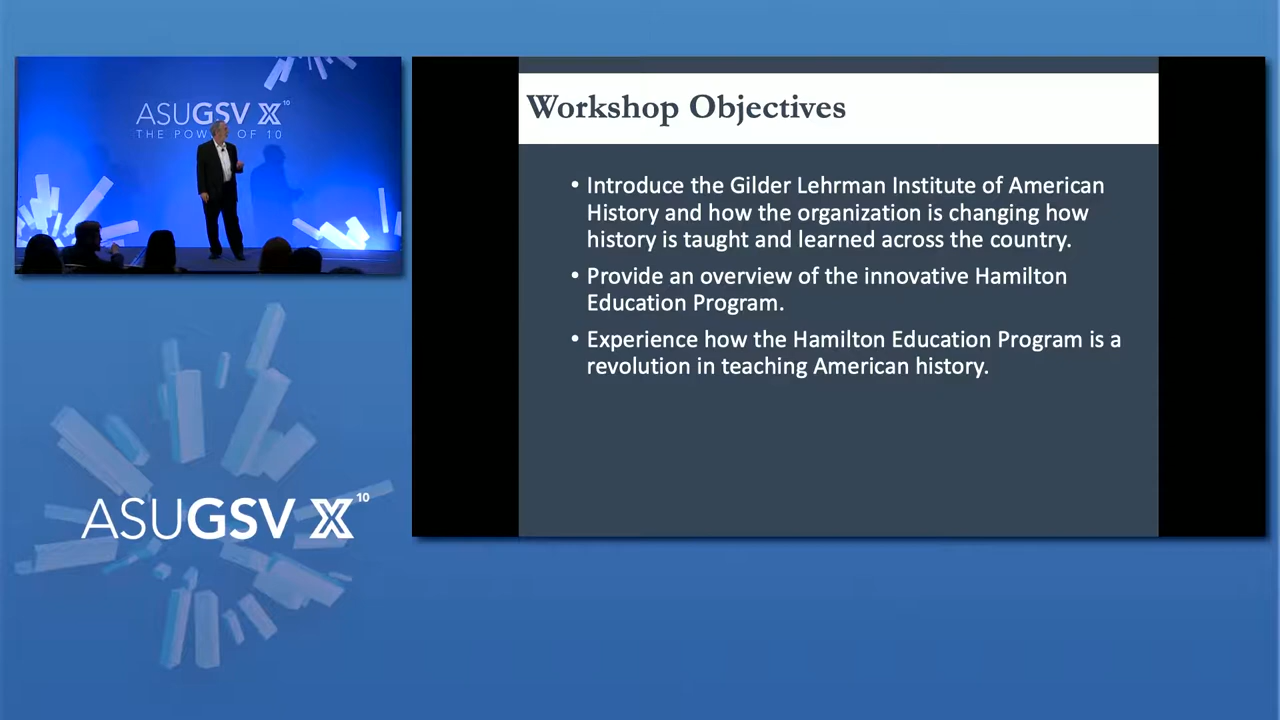 ASUGSV X10
THE POWER OF 10
Workshop Objectives
• Introduce the Gilder Lehrman Institute of American
History and how the organization is changing how
history is taught and learned across the country.
• Provide an overview of the innovative Hamilton
Education Program.
• Experience how the Hamilton Education Program is a
revolution in teaching American history.
ASUGSV X10